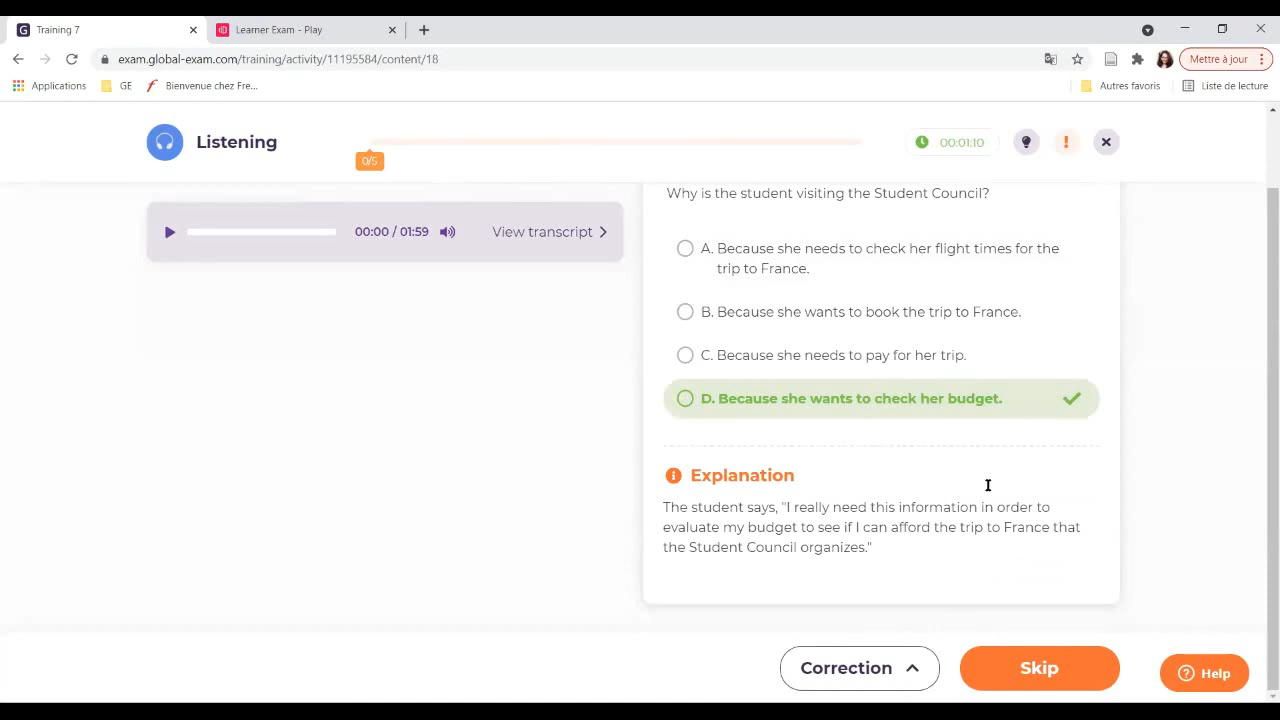 Training 7
Learner Exam - Play
exam.global-exam.com/training/activity/11195584/content/18
Mettre à jour
Applications
GE
Bienvenue chez Fre...
Autres favoris
Liste de lecture
Listening
0/5
00:01:10
Why is the student visiting the Student Council?
00:00 / 01:59
View transcript
A. Because she needs to check her flight times for the
trip to France.
B. Because she wants to book the trip to France.
C. Because she needs to pay for her trip.
D. Because she wants to check her budget.
Explanation
The student says, "I really need this information in order to
evaluate my budget to see if I can afford the trip to France that
the Student Council organizes."
Correction
Skip
Help